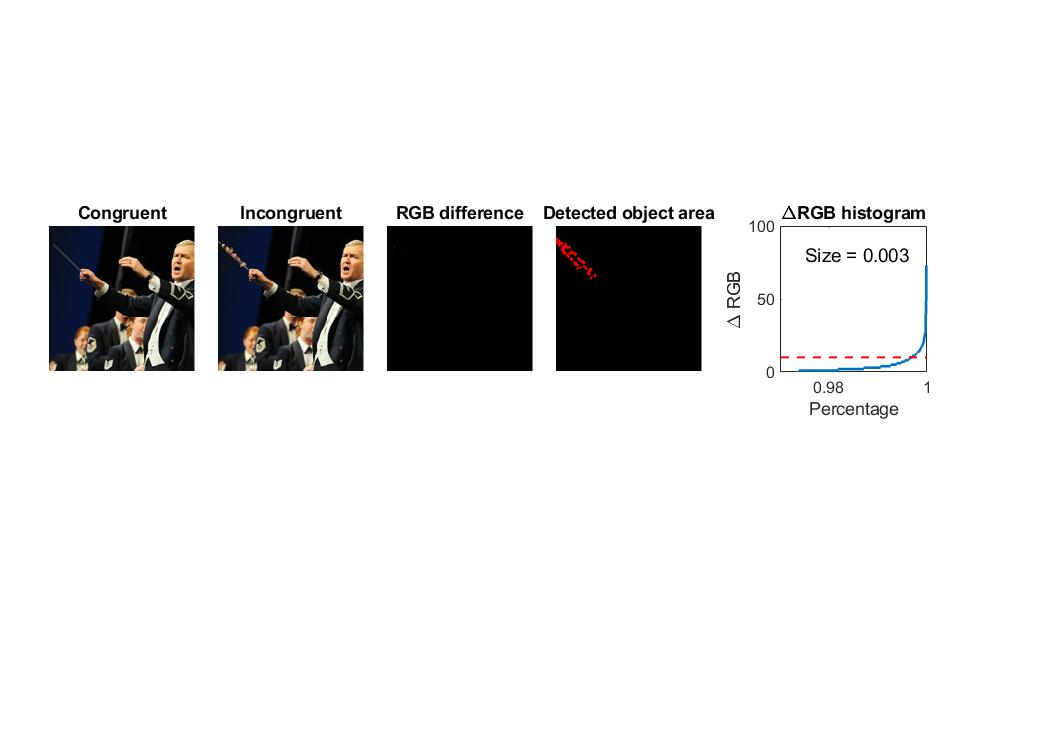 Congruent
Incongruent
RGB difference
Detected object area
ΔRGB histogram
100
50
0
Δ RGB
Size = 0.003
0.98
1
Percentage